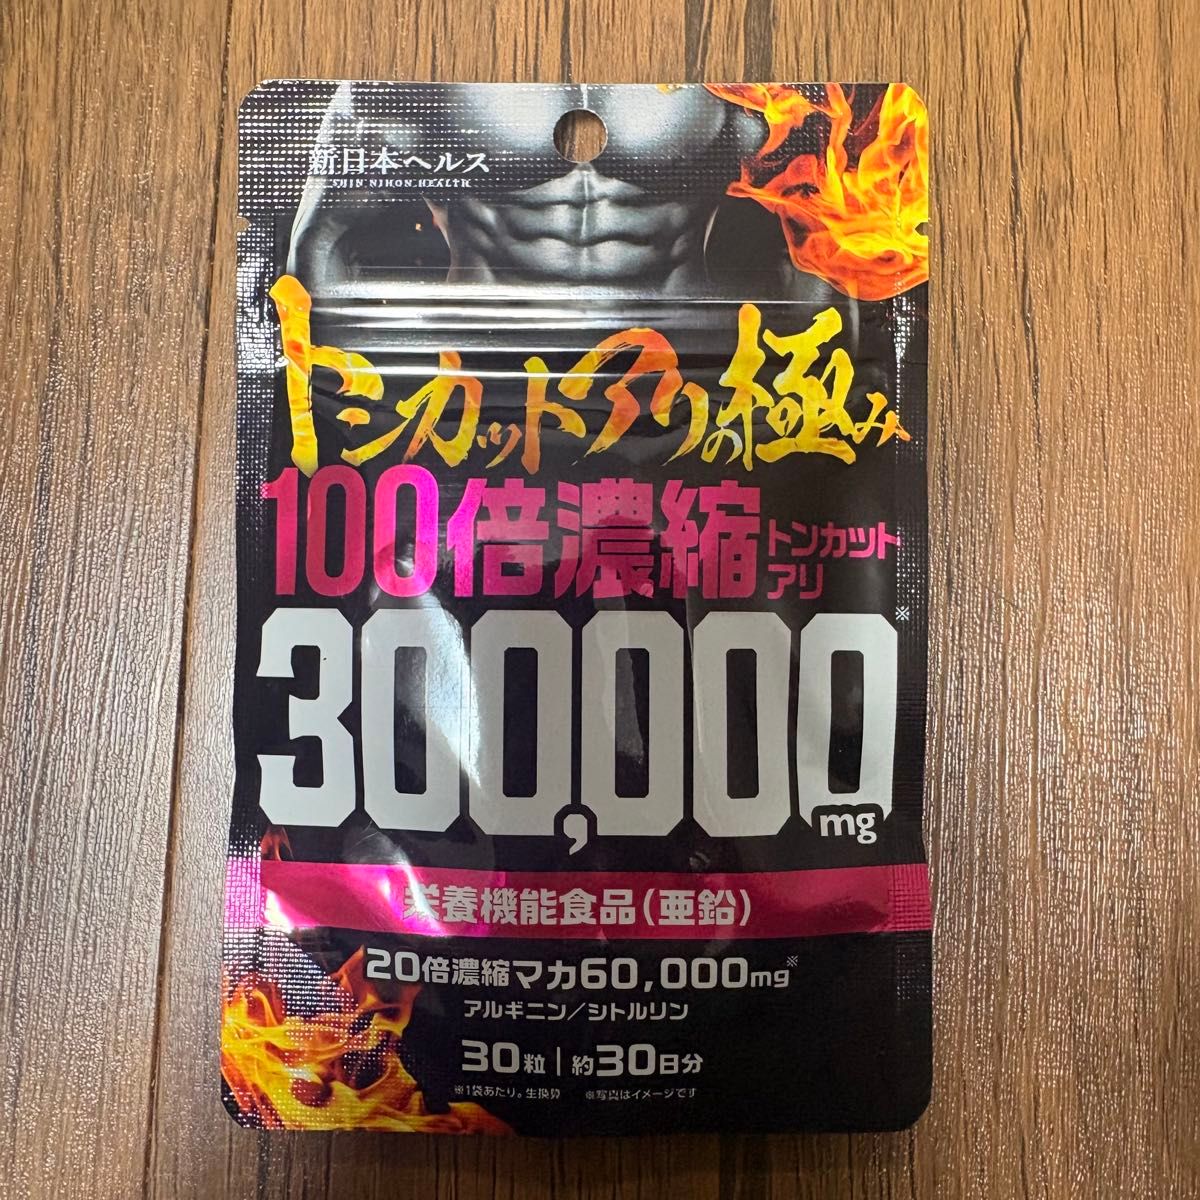 新日本ヘルス
SHIN NIHON HEALTH
トンカットアリの極み
100倍濃縮 トンカット
アリ
300,000mg※
栄養機能食品(亜鉛)
20倍濃縮マカ60,000mg※
アルギニン/シトルリン
30粒|約30日分
※1袋あたり。生換算 ※写真はイメージです